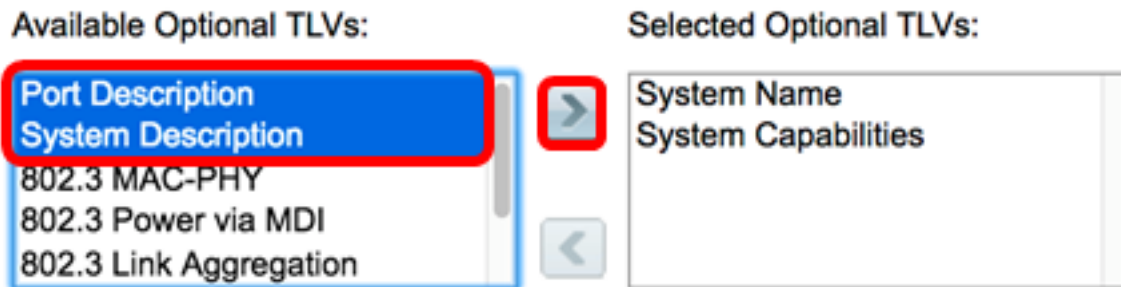 Available Optional TLVs:
Port Description
System Description
802.3 MAC-PHY
802.3 Power via MDI
802.3 Link Aggregation
Selected Optional TLVs:
System Name
System Capabilities